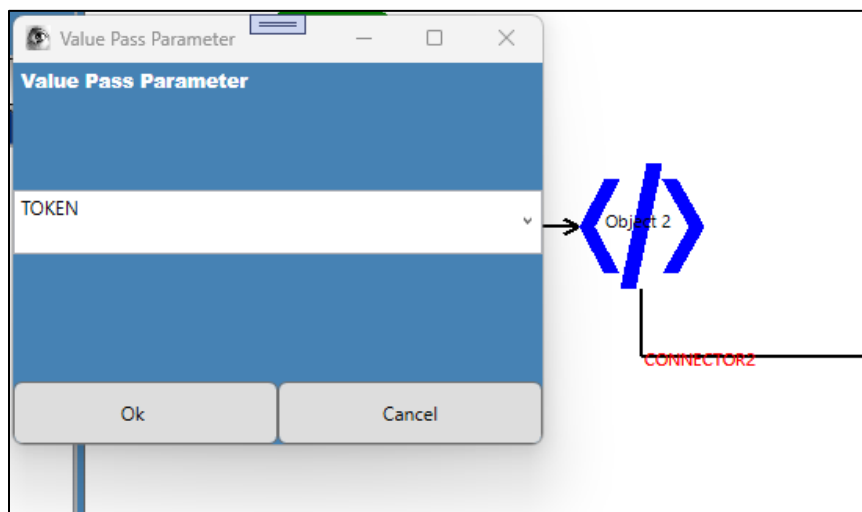 Value Pass Parameter
Value Pass Parameter
TOKEN
Object 2
CONNECTOR2
Ok
Cancel